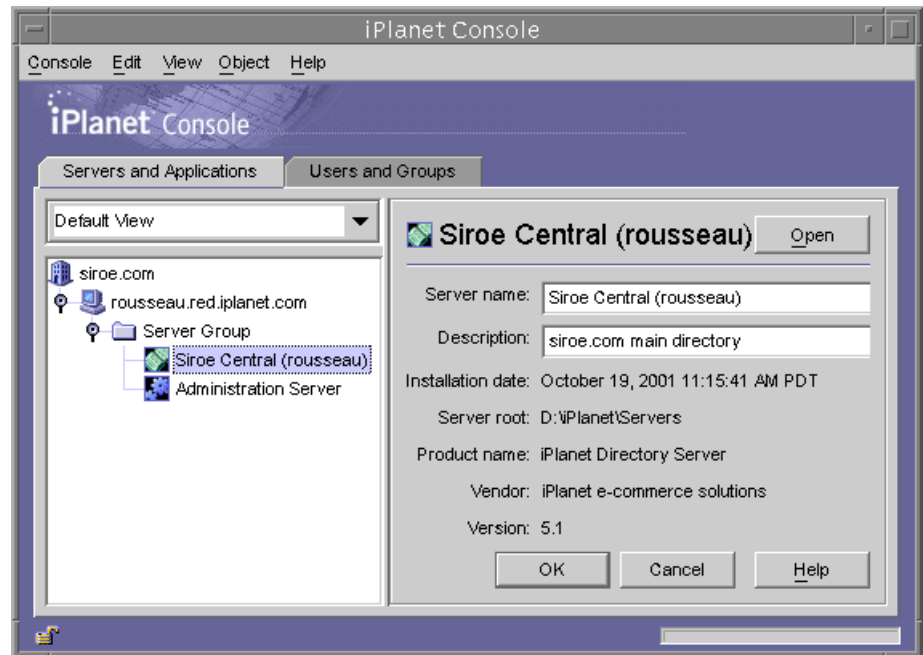 iPlanet Console
Console Edit View Object Help
iPlanet Console
Servers and Applications Users and Groups
Default View
siroe.com
rousseau.red.iplanet.com
Server Group
Siroe Central (rousseau)
Administration Server
Siroe Central (rousseau) Open
Server name: Siroe Central (rousseau)
Description: siroe.com main directory
Installation date: October 19, 2001 11:15:41 AM PDT
Server root: D:\iPlanet\Servers
Product name: iPlanet Directory Server
Vendor: iPlanet e-commerce solutions
Version: 5.1
OK Cancel Help